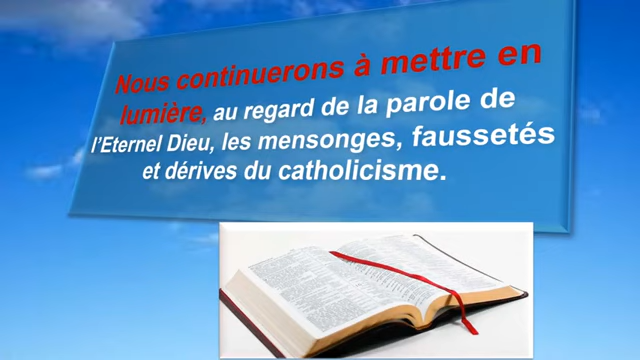 Nous continuerons à mettre en
lumière, au regard de la parole de
l'Eternel Dieu, les mensonges, faussetés
et dérives du catholicisme.